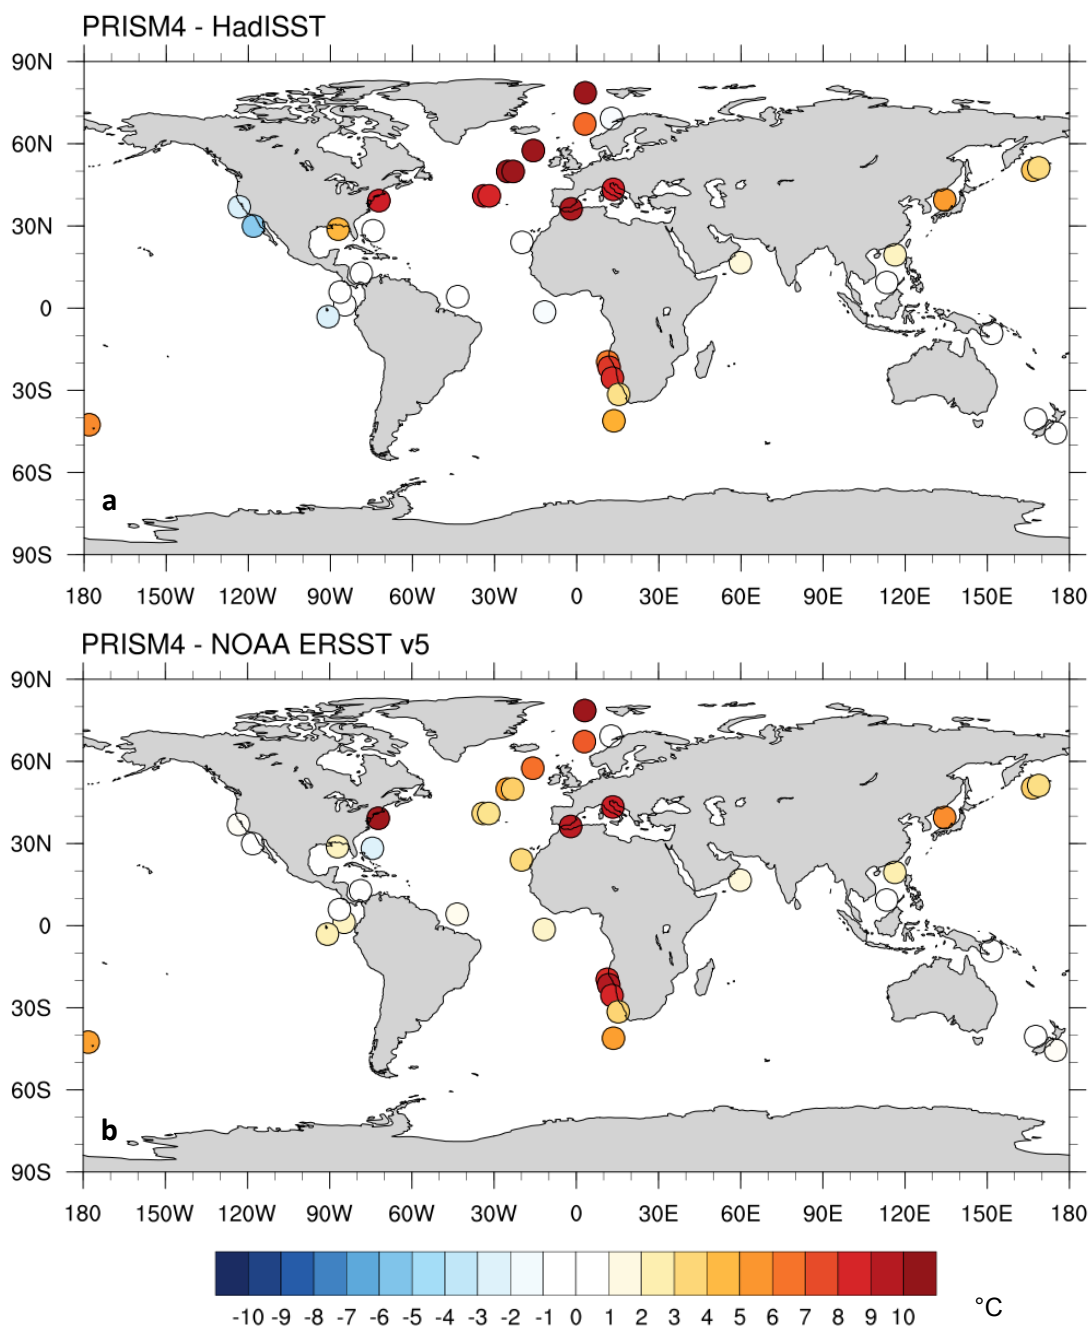 PRISM4 - HadISST
90N
60N
30N
0
30S
60S
90S
a
180 150W 120W 90W 60W 30W 0 30E 60E 90E 120E 150E 180
PRISM4 - NOAA ERSST v5
90N
60N
30N
0
30S
60S
90S
b
180 150W 120W 90W 60W 30W 0 30E 60E 90E 120E 150E 180
-10 -9 -8 -7 -6 -5 -4 -3 -2 -1 0 1 2 3 4 5 6 7 8 9 10 °C